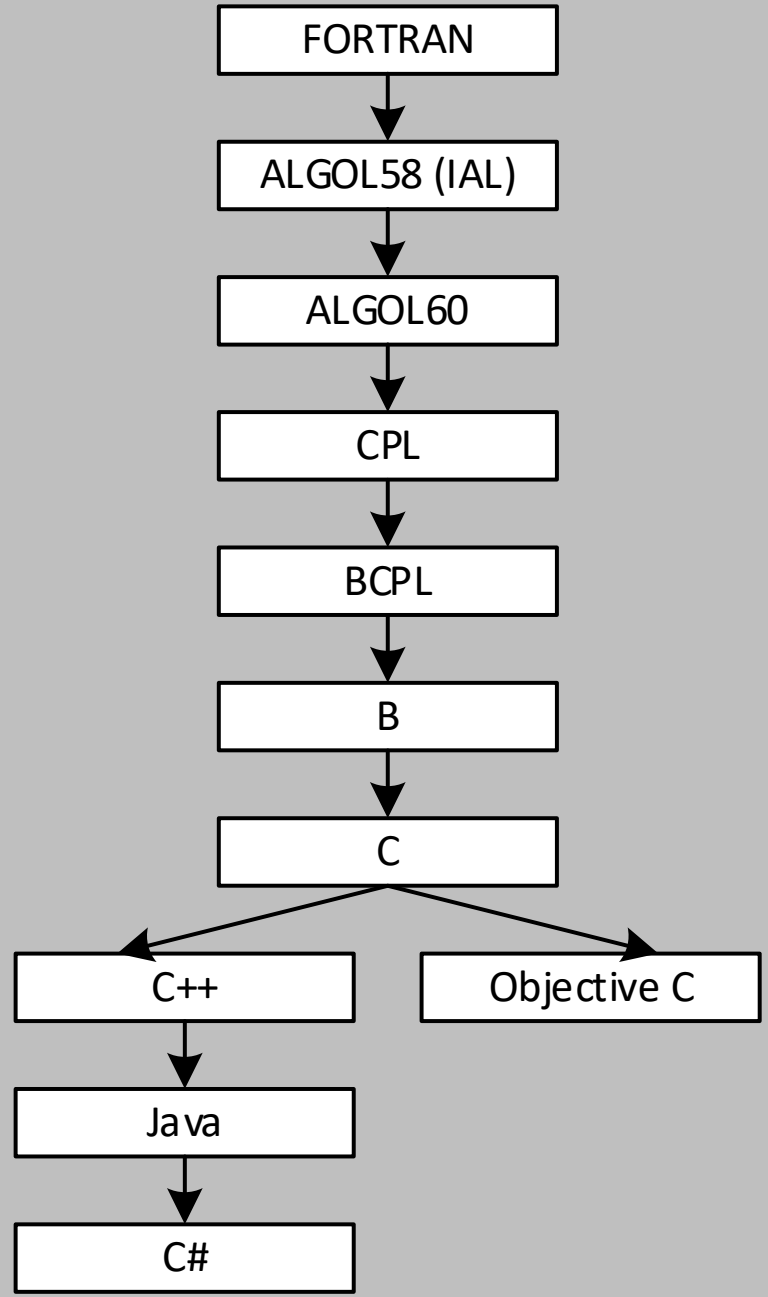 FORTRAN
ALGOL58 (IAL)
ALGOL60
CPL
BCPL
B
C
C++
Objective C
Java
C#